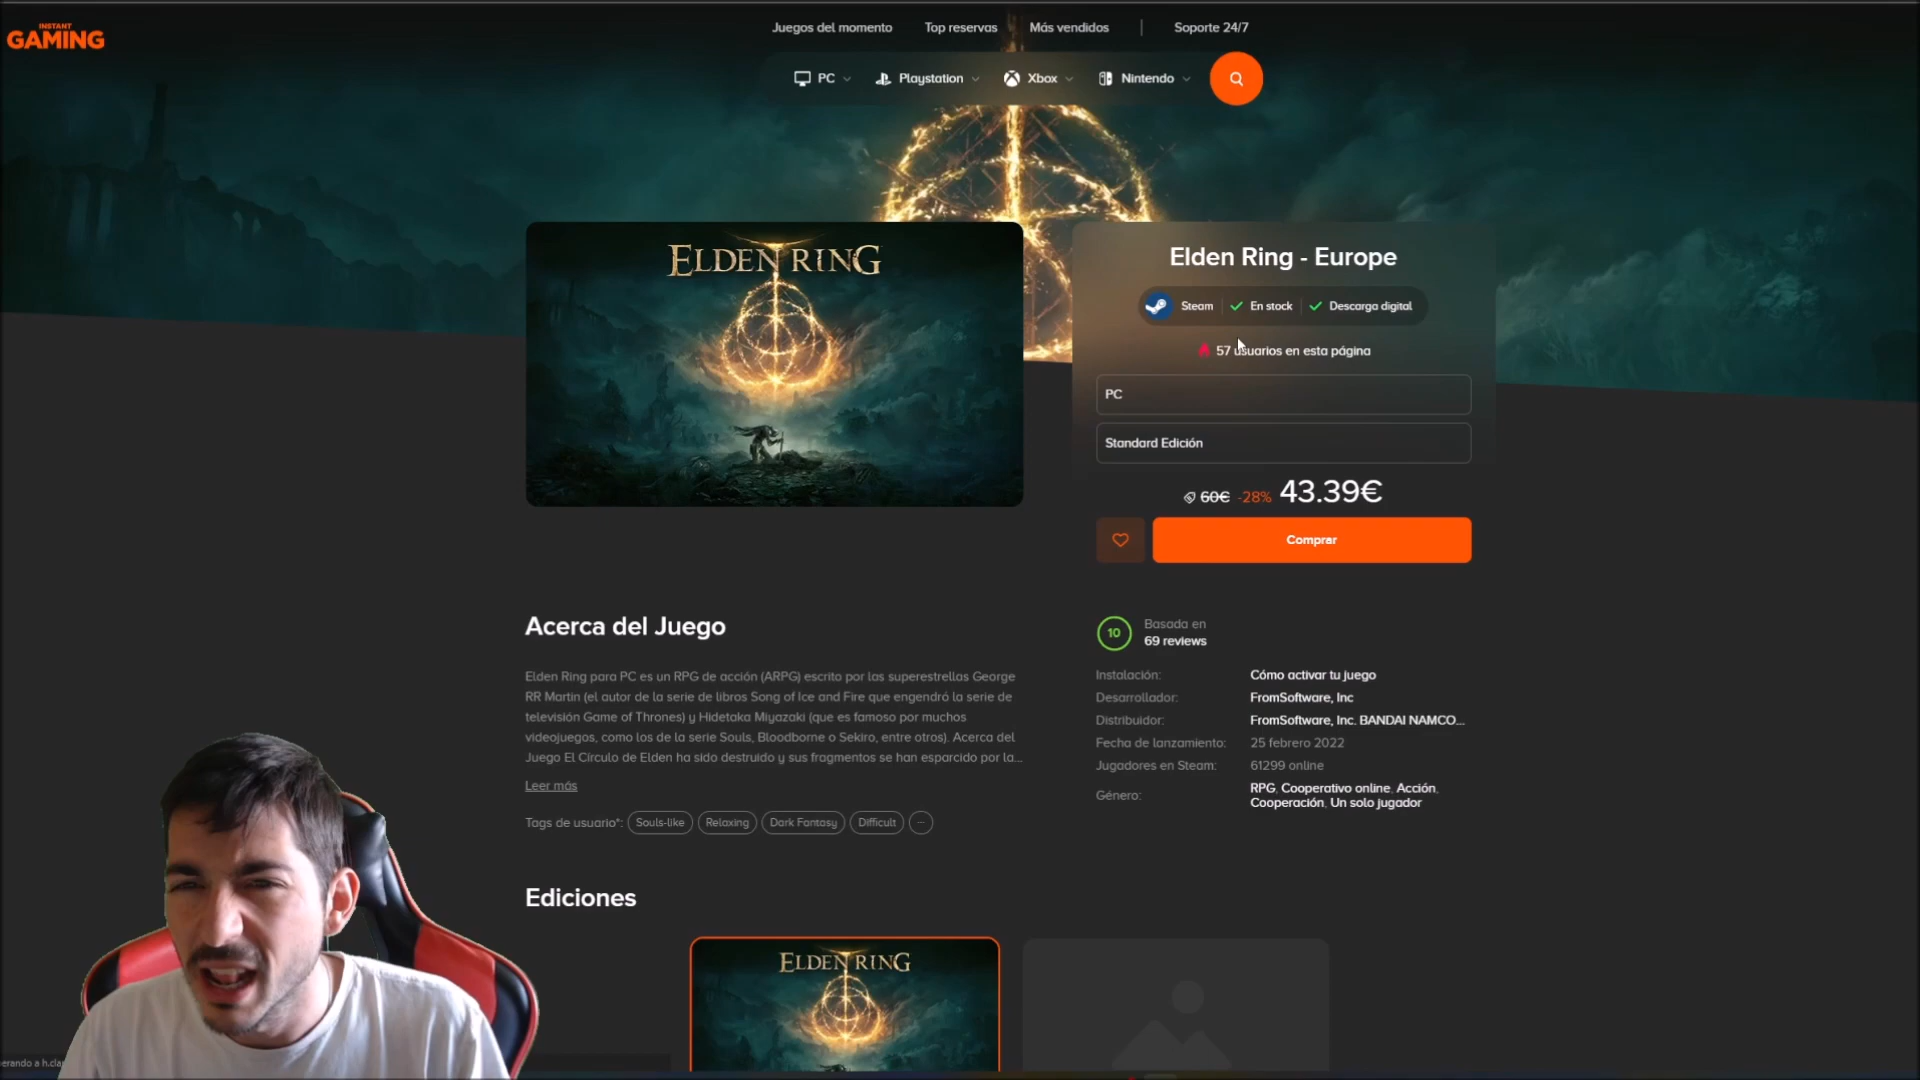 INSTANT
GAMING
Juegos del momento
Top reservas
Más vendidos
Soporte 24/7
PC
Playstation
Xbox
Nintendo
ELDEN RING
Elden Ring - Europe
Steam
En stock
Descarga digital
57 usuarios en esta página
PC
Standard Edición
60€ -28% 43.39€
Comprar
Acerca del Juego
Elden Ring para PC es un RPG de acción (ARPG) escrito por las superestrellas George
RR Martin (el autor de la serie de libros Song of Ice and Fire que engendró la serie de
televisión Game of Thrones) y Hidetaka Miyazaki (que es famoso por muchos
videojuegos, como los de la serie Souls, Bloodborne o Sekiro, entre otros). Acerca del
Juego El Círculo de Elden ha sido destruido y sus fragmentos se han esparcido por la...
Leer más
Tags de usuario*: Souls-like Relaxing Dark Fantasy Difficult ...
10
Basada en
69 reviews
Instalación: Cómo activar tu juego
Desarrollador: FromSoftware, Inc
Distribuidor: FromSoftware, Inc. BANDAI NAMCO...
Fecha de lanzamiento: 25 febrero 2022
Jugadores en Steam: 61299 online
Género: RPG, Cooperativo online, Acción,
Cooperación, Un solo jugador
Ediciones
ELDEN RING